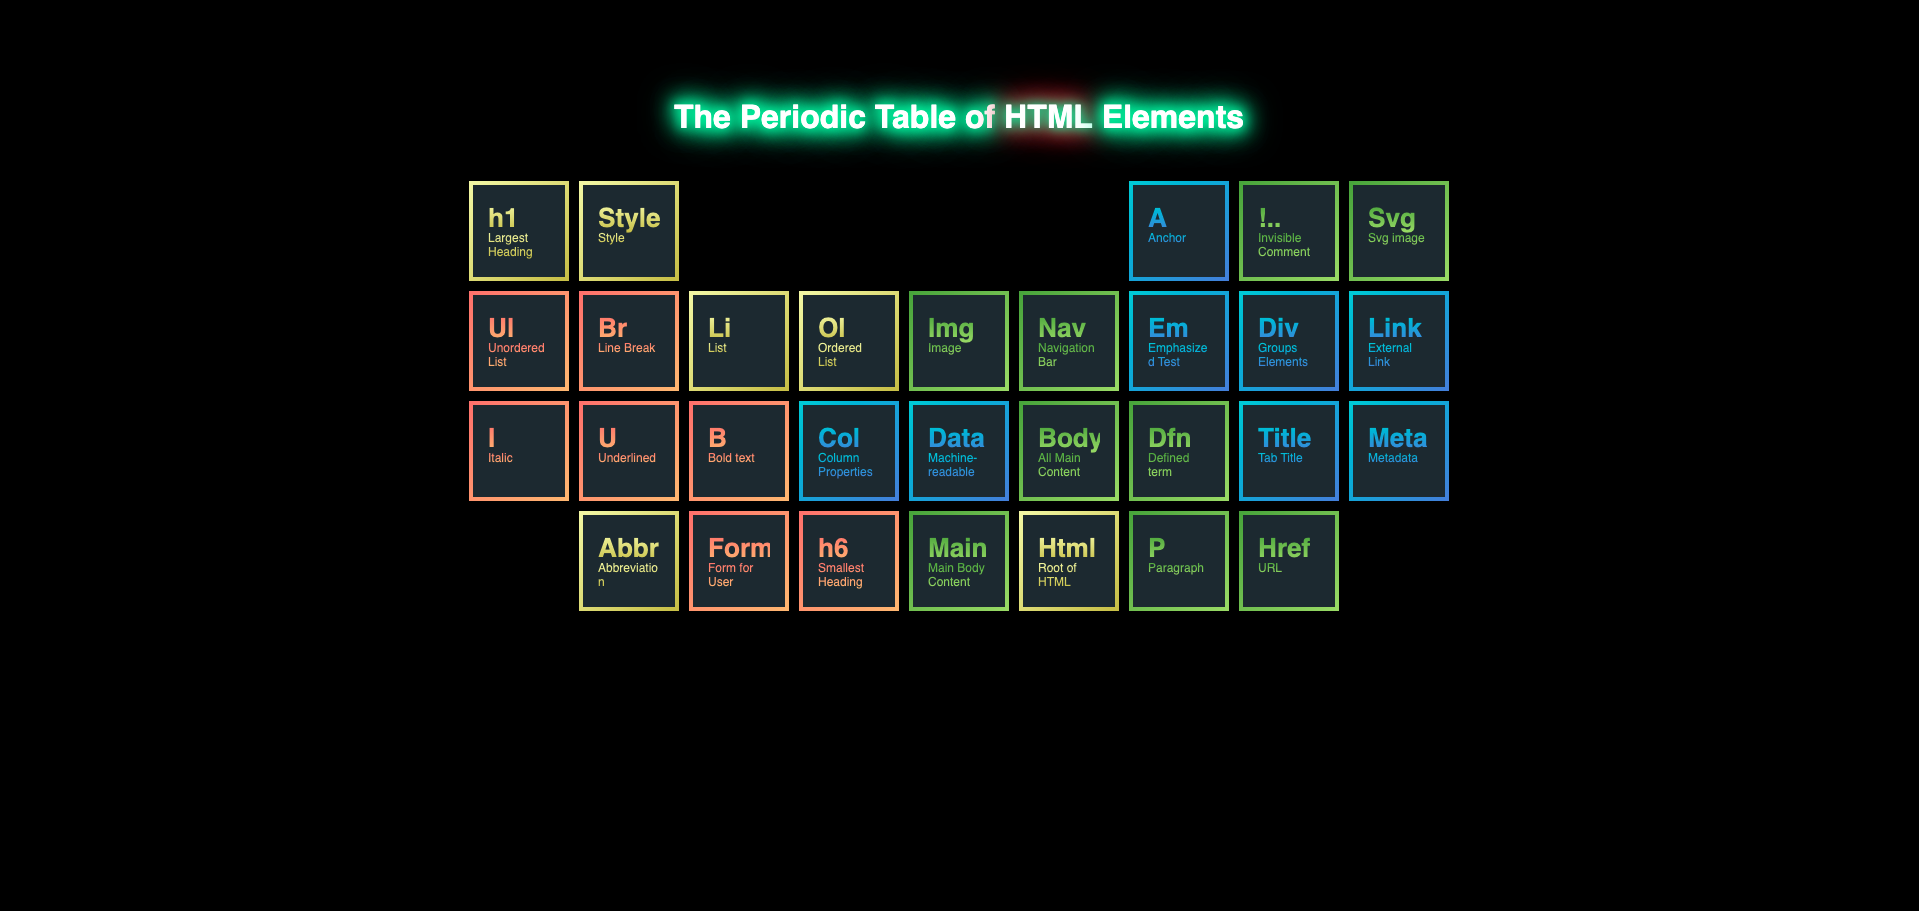 The Periodic Table of HTML Elements
h1
Largest
Heading
Style
Style
A
Anchor
!..
Invisible
Comment
Svg
Svg image
Ul
Unordered
List
Br
Line Break
Li
List
Ol
Ordered
List
Img
Image
Nav
Navigation
Bar
Em
Emphasize
d Test
Div
Groups
Elements
Link
External
Link
I
Italic
U
Underlined
B
Bold text
Col
Column
Properties
Data
Machine-
readable
Body
All Main
Content
Dfn
Defined
term
Title
Tab Title
Meta
Metadata
Abbr
Abbreviatio
n
Form
Form for
User
h6
Smallest
Heading
Main
Main Body
Content
Html
Root of
HTML
P
Paragraph
Href
URL